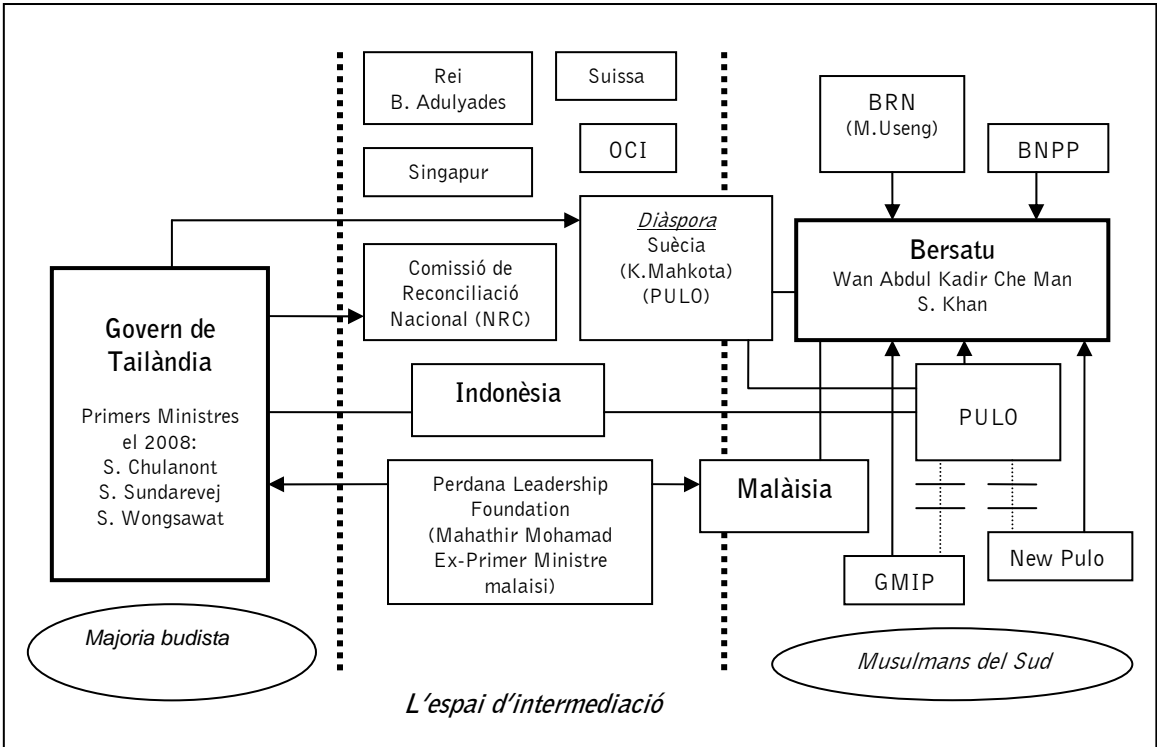 Rei
B. Adulyades
Suissa
OCI
Singapur
BRN
(M.Useng)
BNPP
Diàspora
Suècia
(K.Mahkota)
(PULO)
Bersatu
Wan Abdul Kadir Che Man
S. Khan
Comissió de
Reconciliació
Nacional (NRC)
Govern de
Tailàndia
Primers Ministres
el 2008:
S. Chulanont
S. Sundarevej
S. Wongsawat
Indonèsia
PULO
Perdana Leadership
Foundation
(Mahathir Mohamad
Ex-Primer Ministre
malaisi)
Malàisia
GMIP
New Pulo
Majoria budista
Musulmans del Sud
L'espai d'intermediació